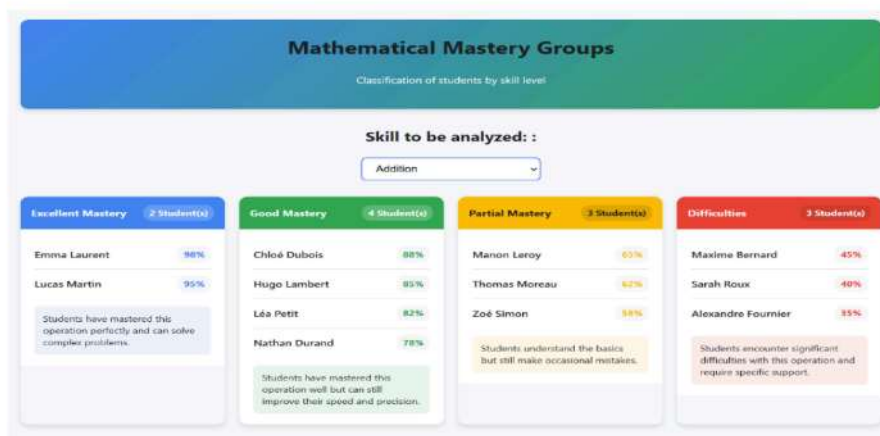 Mathematical Mastery Groups
Classification of students by skill level
Skill to be analyzed: :
Addition
Excellent Mastery 2 Student(s)
Emma Laurent 98%
Lucas Martin 95%
Students have mastered this
operation perfectly and can solve
complex problems.
Good Mastery 4 Student(s)
Chloé Dubois 88%
Hugo Lambert 85%
Léa Petit 82%
Nathan Durand 78%
Students have mastered this
operation well but can still
improve their speed and precision.
Partial Mastery 3 Student(s)
Manon Leroy 65%
Thomas Moreau 62%
Zoé Simon 58%
Students understand the basics
but still make occasional mistakes.
Difficulties 3 Student(s)
Maxime Bernard 45%
Sarah Roux 40%
Alexandre Fournier 35%
Students encounter significant
difficulties with this operation and
require specific support.